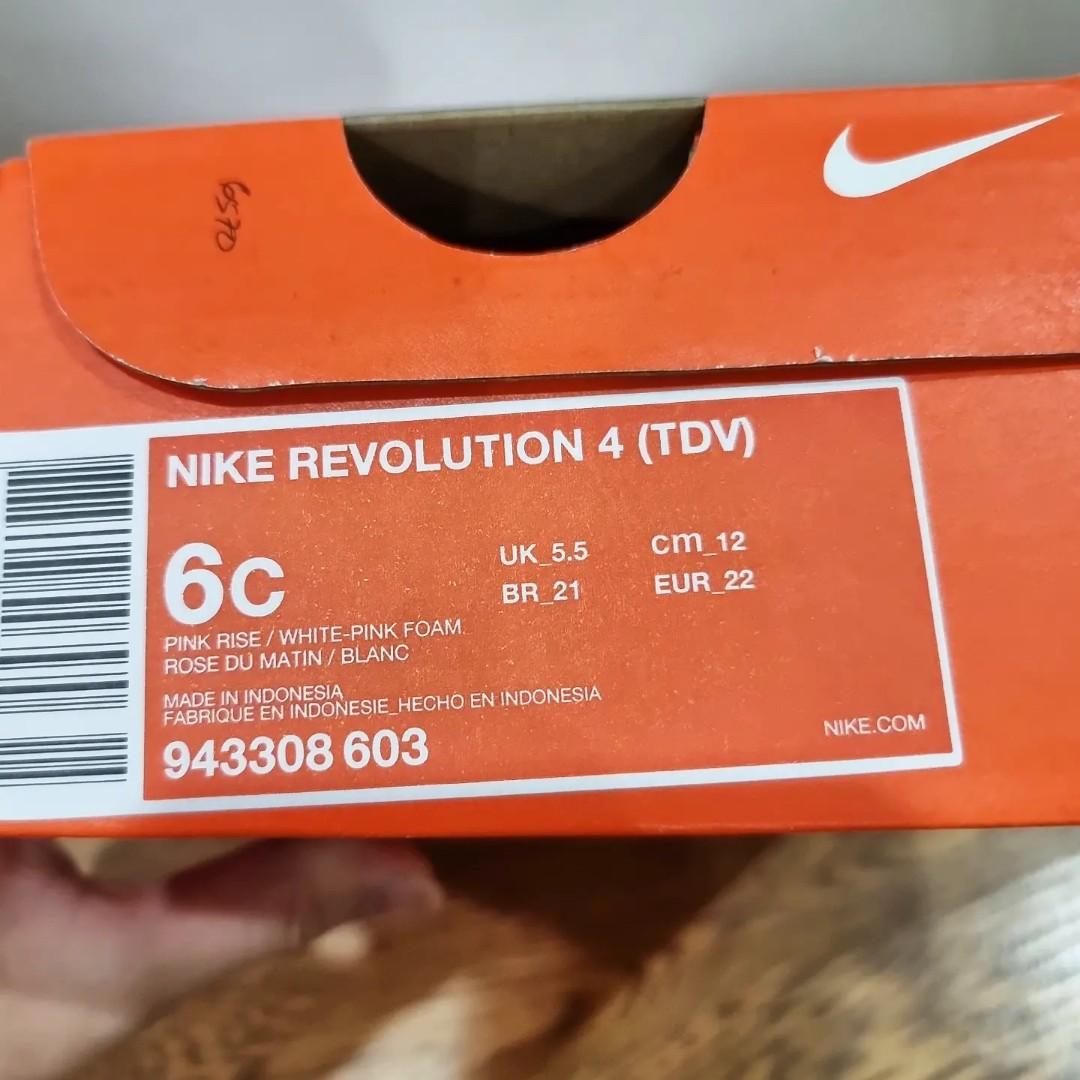 NIKE REVOLUTION 4 (TDV)
6C
UK_5.5
cm_12
BR_21
EUR_22
PINK RISE / WHITE-PINK FOAM
ROSE DU MATIN / BLANC
MADE IN INDONESIA
FABRIQUE EN INDONESIE_HECHO EN INDONESIA
943308 603
NIKE.COM